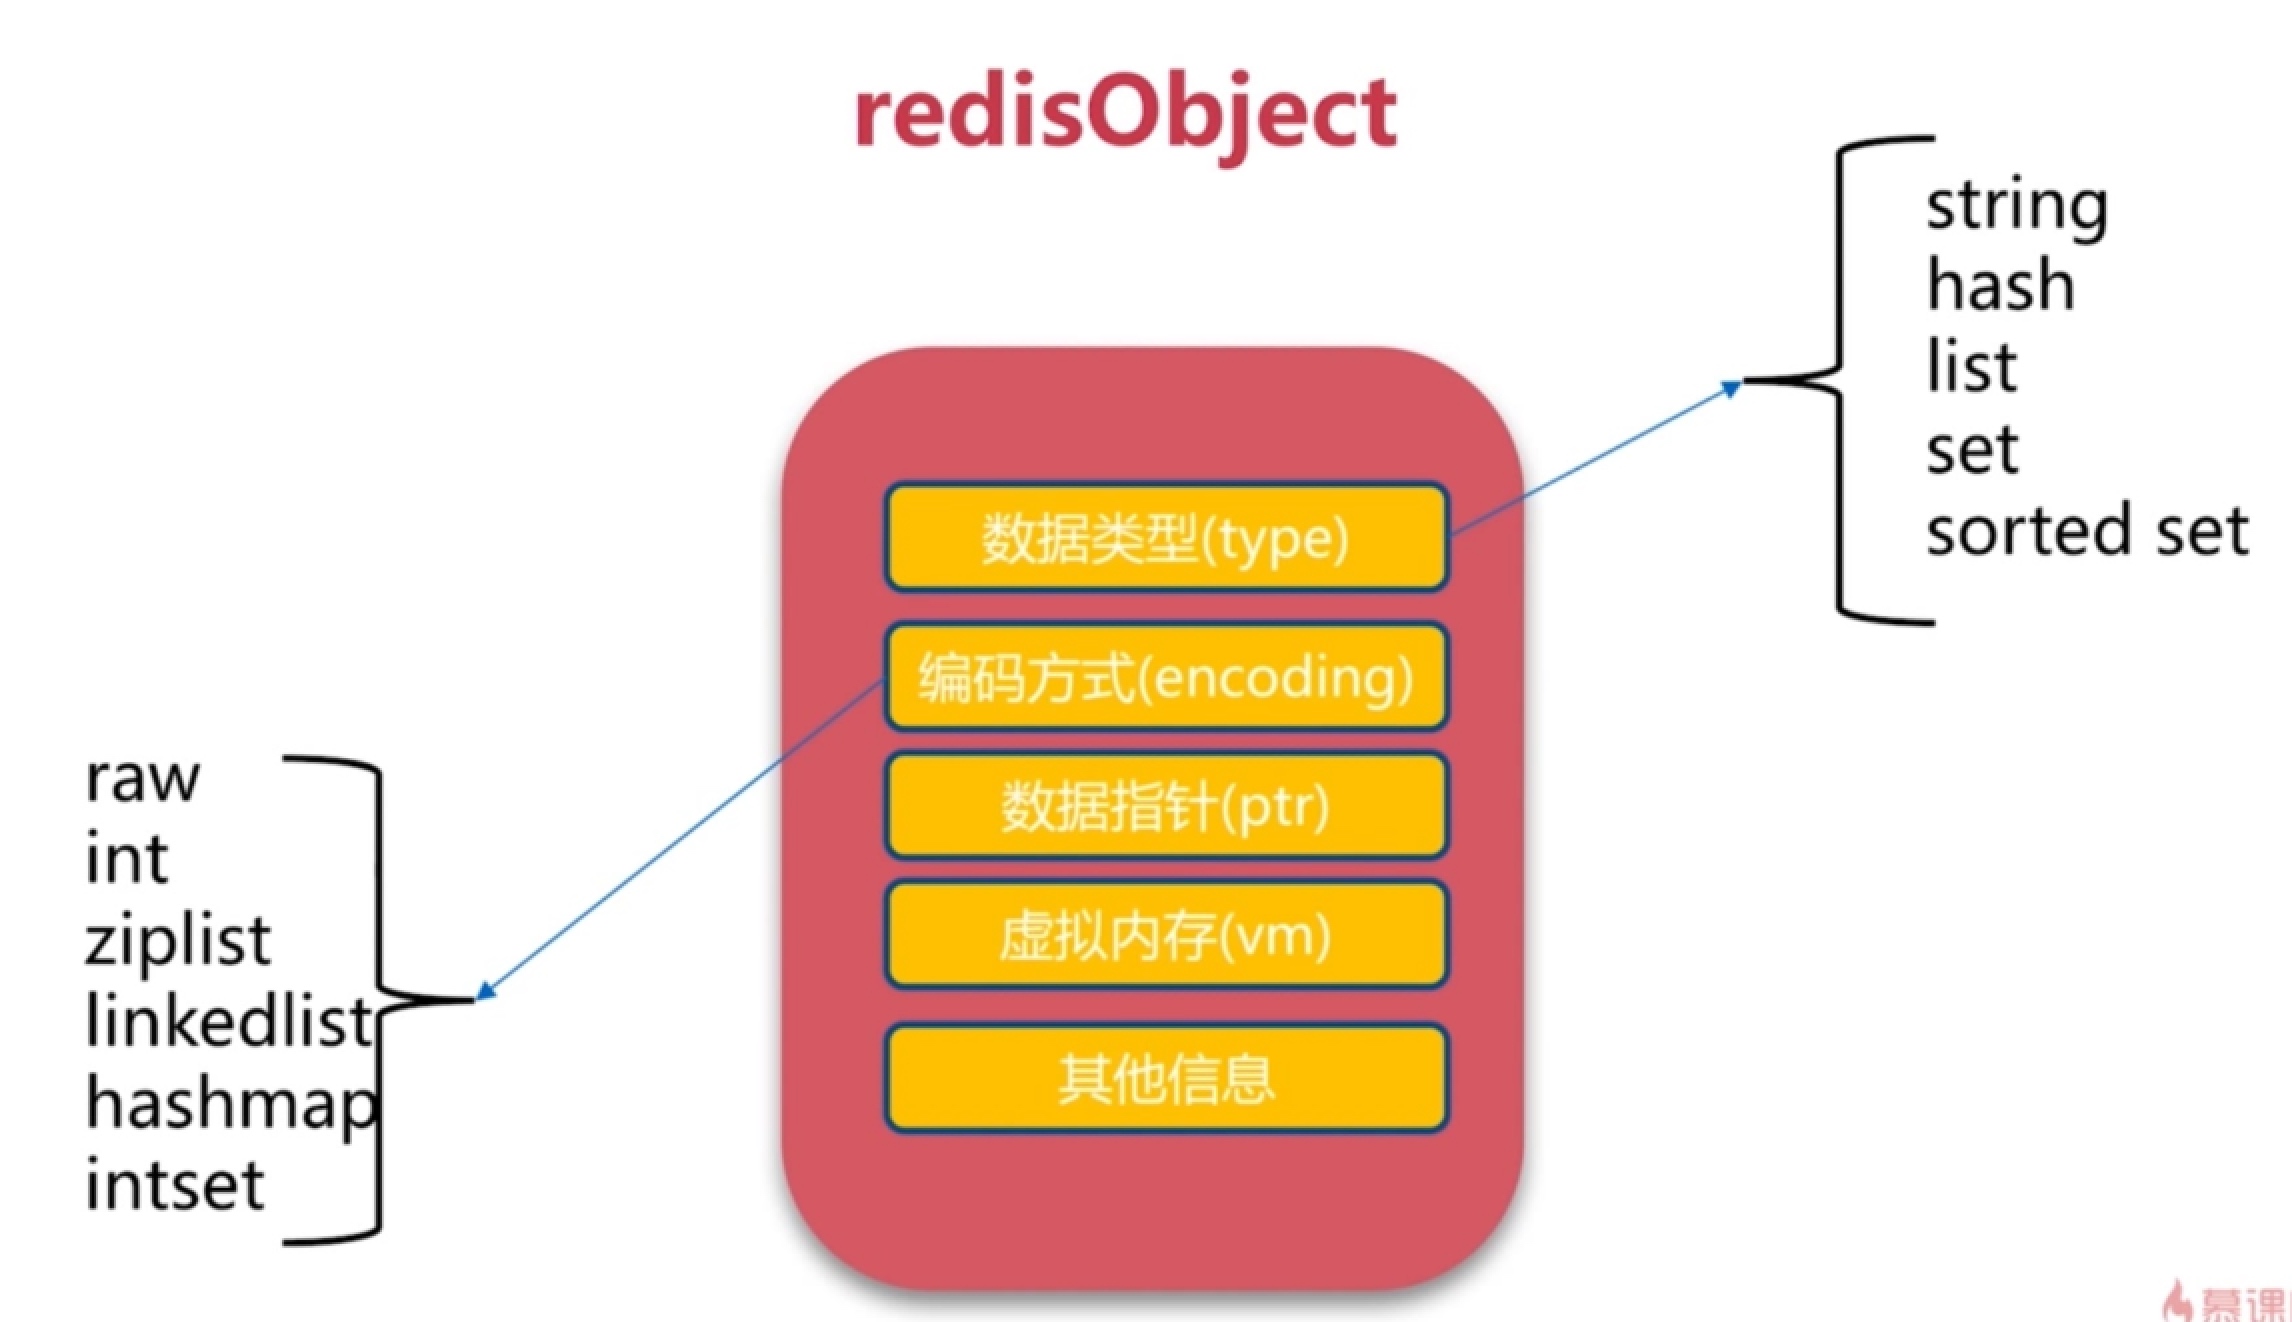 redisObject
string
hash
list
set
sorted set
数据类型(type)
编码方式(encoding)
数据指针(ptr)
虚拟内存(vm)
其他信息
raw
int
ziplist
linkedlist
hashmap
intset
慕课